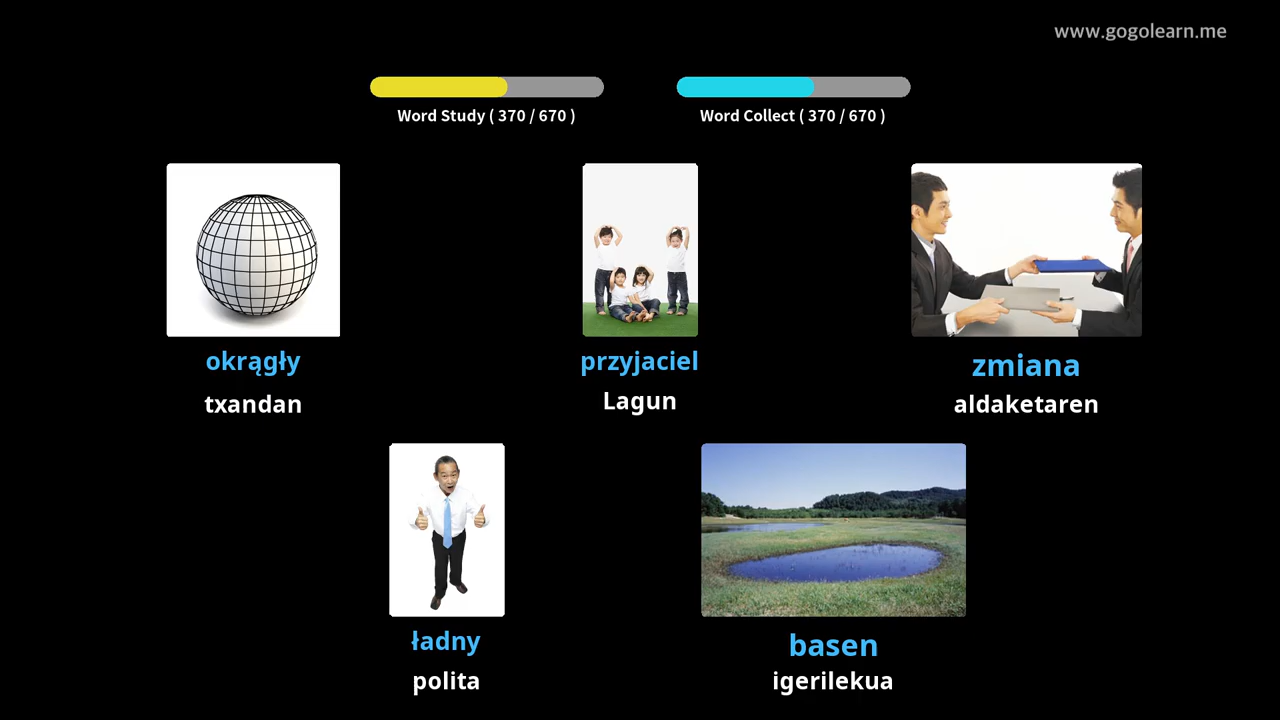 www.gogolearn.me
Word Study ( 370 / 670 )
Word Collect ( 370 / 670 )
okrągły
txandan
przyjaciel
Lagun
zmiana
aldaketaren
ładny
polita
basen
igerilekua